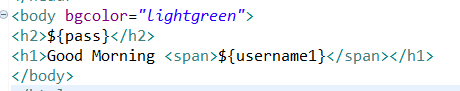 <body bgcolor="lightgreen">
<h2>${pass}</h2>
<h1>Good Morning <span>${username1}</span></h1>
</body>